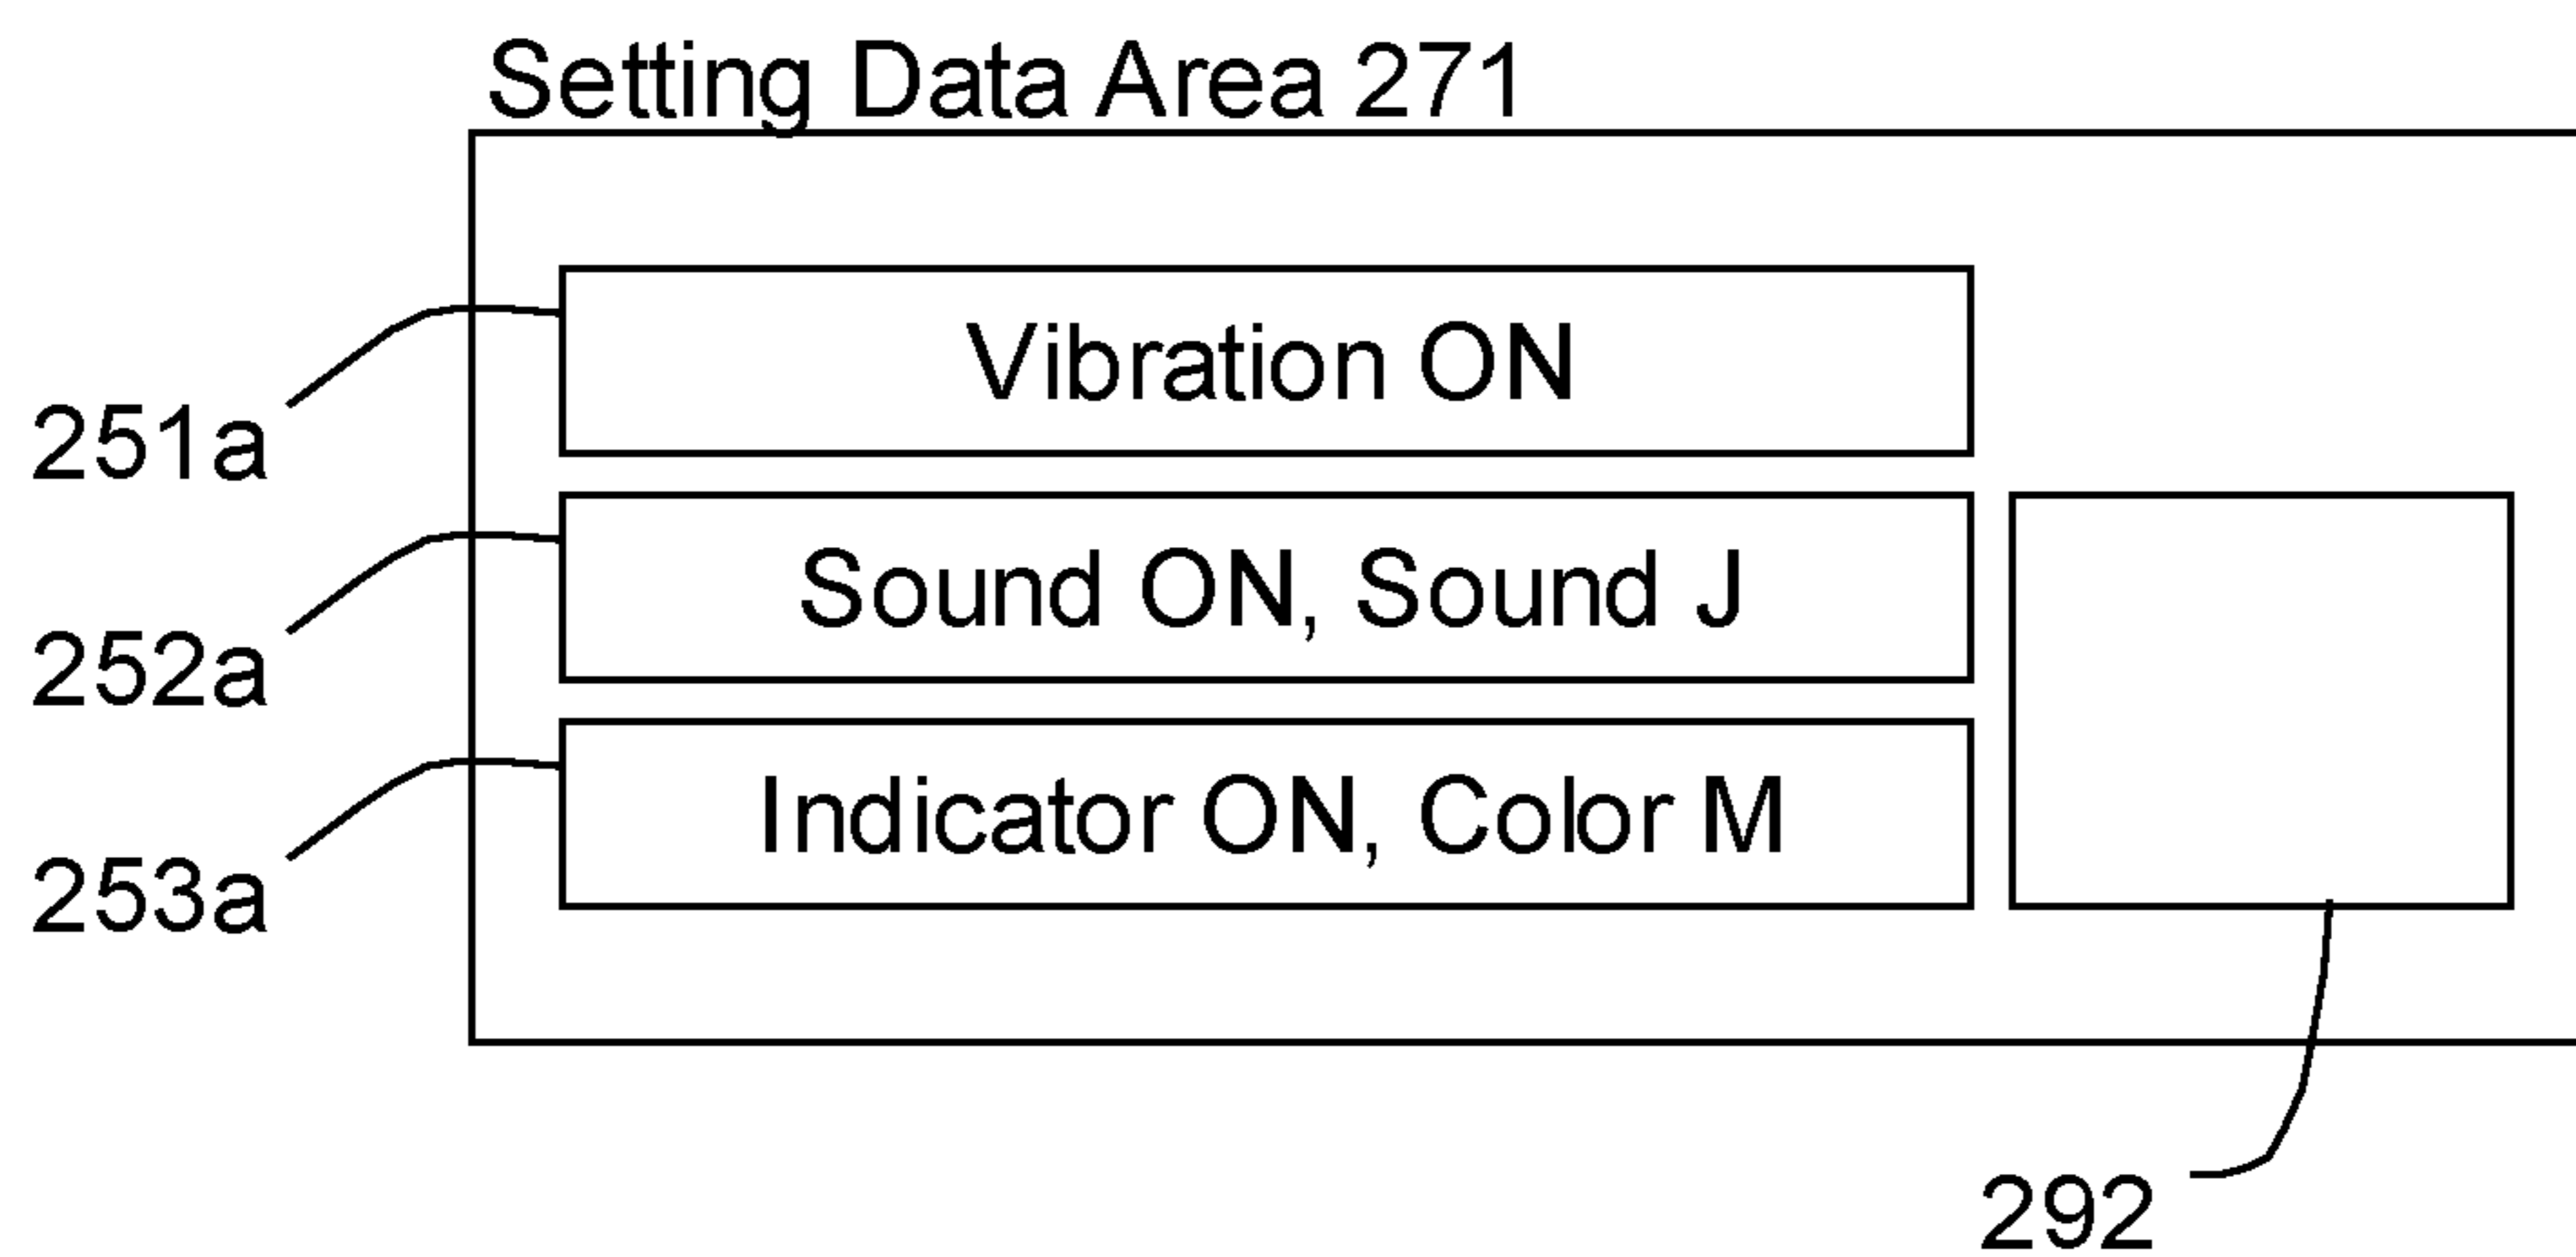 Setting Data Area 271
Vibration ON
251a
Sound ON, Sound J
252a
Indicator ON, Color M
253a
292